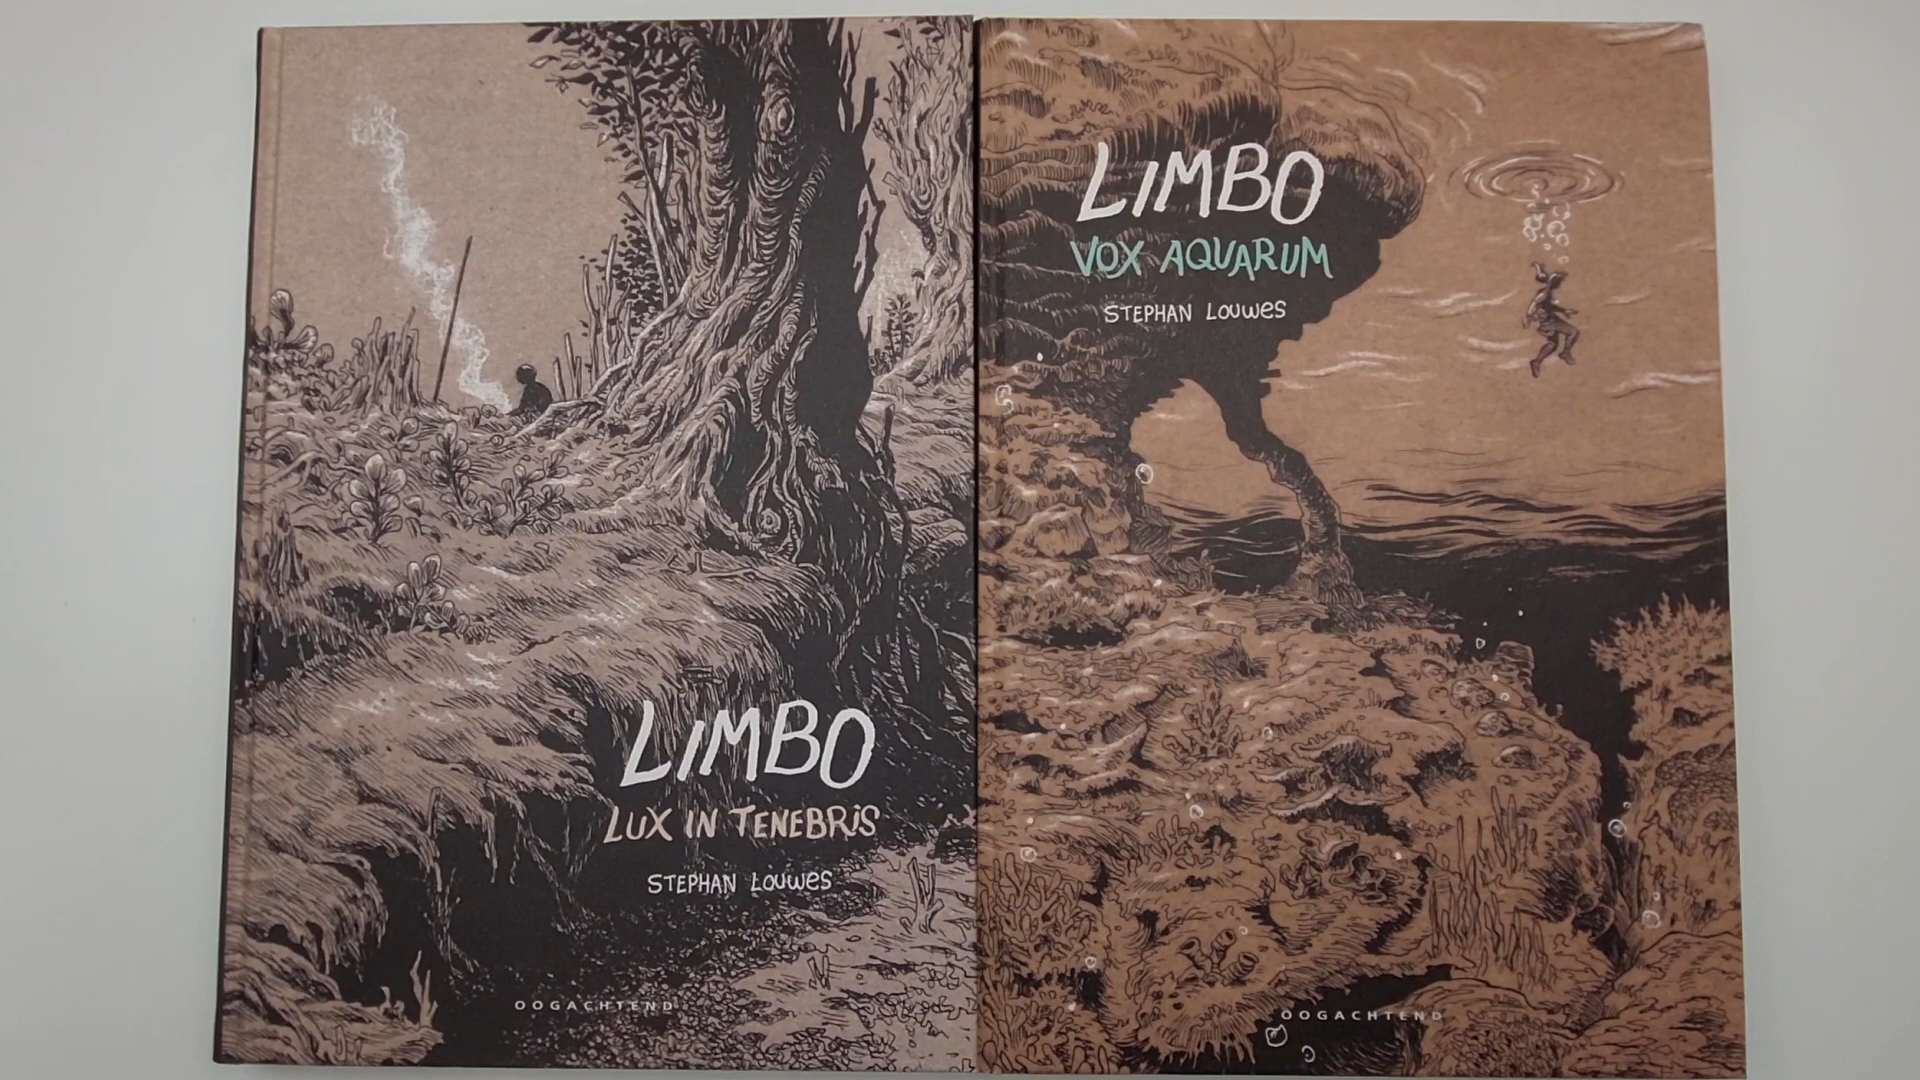 LIMBO
LUX IN TENEBRIS
STEPHAN LOUWES
OOGACHTEND
LIMBO
VOX AQUARUM
STEPHAN LOUWES
OOGACHTEND